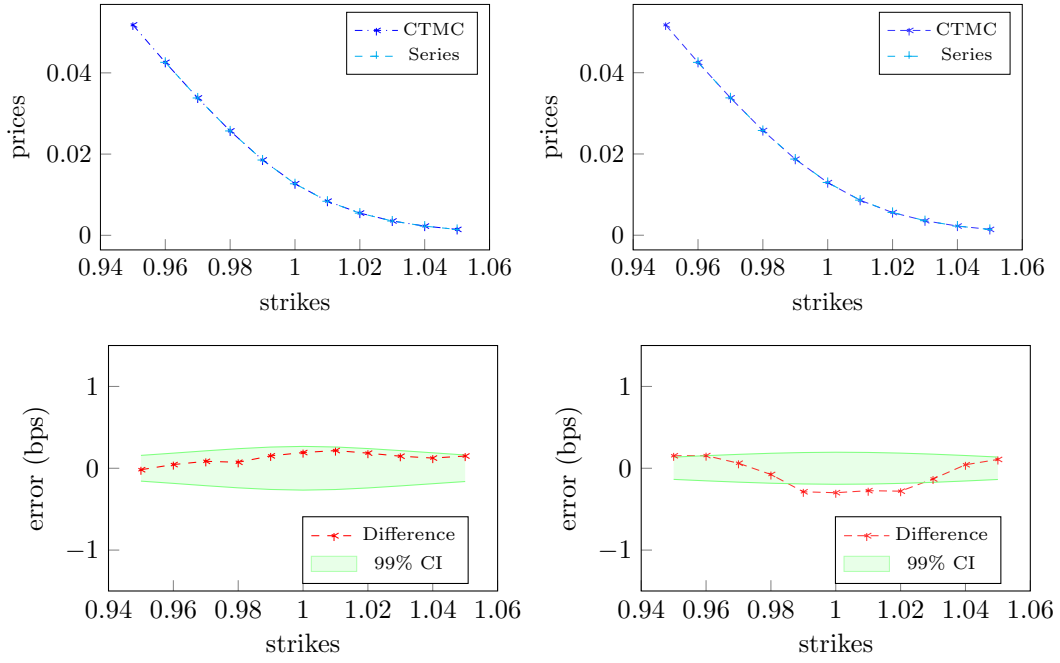 CTMC
Series
prices
0.04
0.02
0
0.94 0.96 0.98 1 1.02 1.04 1.06
strikes
CTMC
Series
prices
0.04
0.02
0
0.94 0.96 0.98 1 1.02 1.04 1.06
strikes
error (bps)
1
0
−1
Difference
99% CI
0.94 0.96 0.98 1 1.02 1.04 1.06
strikes
error (bps)
1
0
−1
Difference
99% CI
0.94 0.96 0.98 1 1.02 1.04 1.06
strikes